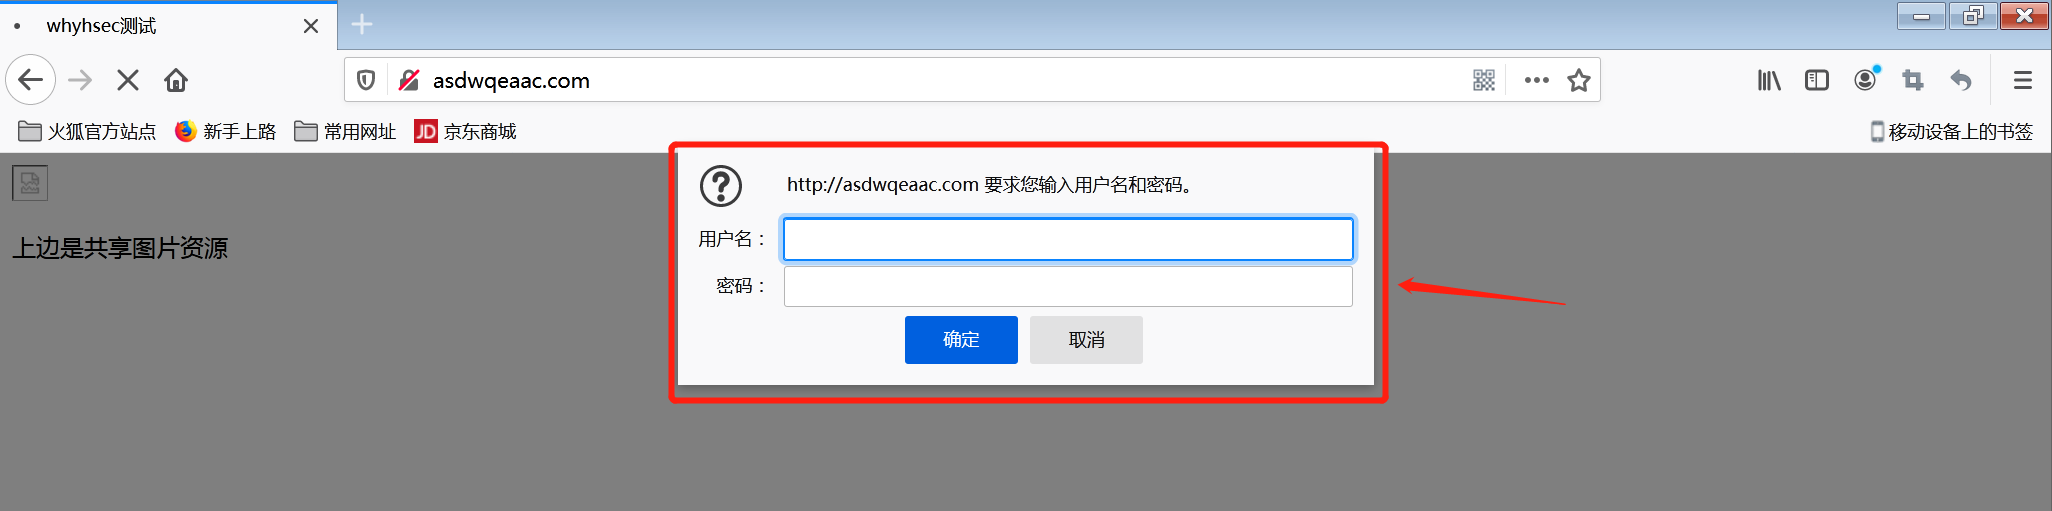 whyhsec测试
asdwqeaac.com
火狐官方站点 新手上路 常用网址 JD 京东商城 移动设备上的书签
http://asdwqeaac.com 要求您输入用户名和密码。
用户名：
上边是共享图片资源
密码：
确定 取消